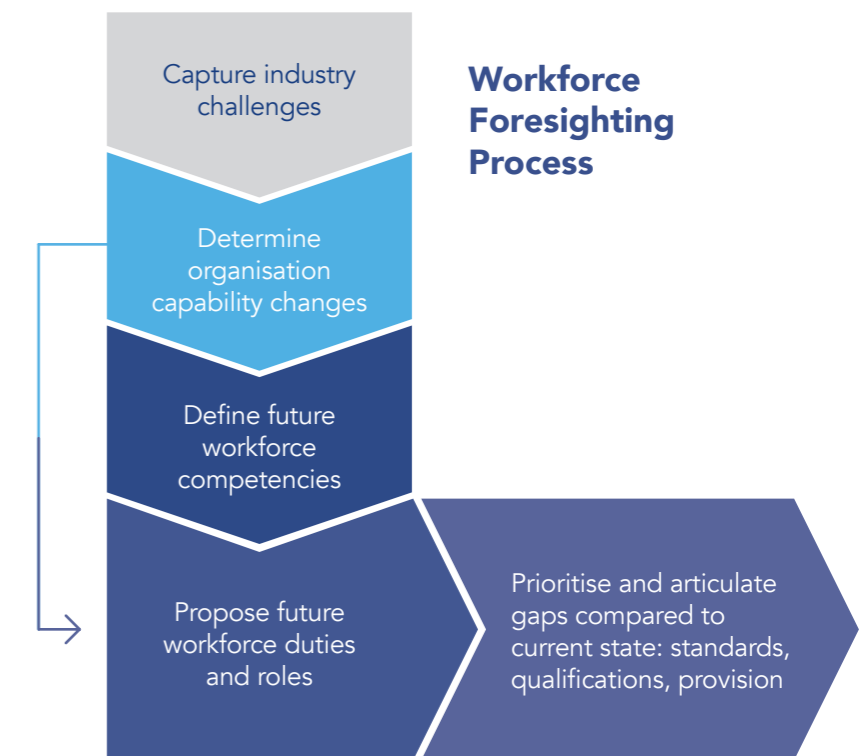 Capture industry
challenges
Workforce
Foresighting
Process
Determine
organisation
capability changes
Define future
workforce
competencies
Propose future
workforce duties
and roles
Prioritise and articulate
gaps compared to
current state: standards,
qualifications, provision